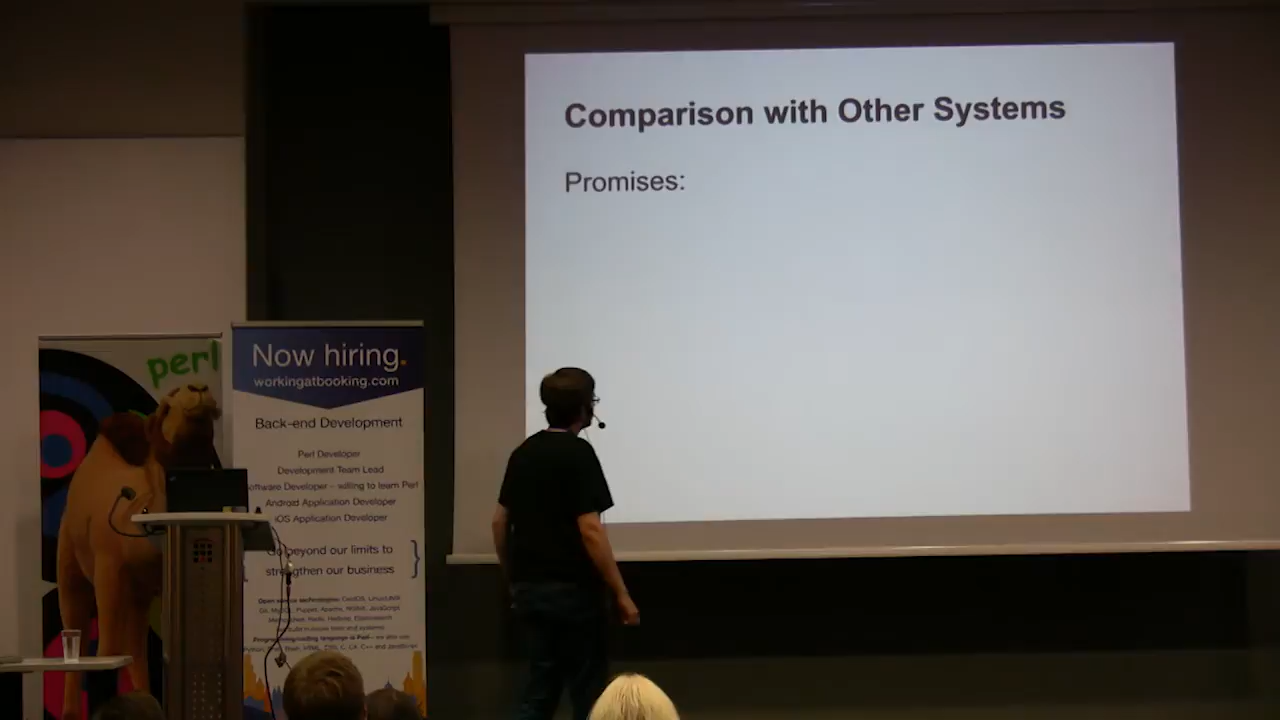 Comparison with Other Systems
Promises:
perl
Now hiring.
workingatbooking.com
Back-end Development
Perl Developer
Development Team Lead
oftware Developer – willing to learn Perl
Android Application Developer
iOS Application Developer
Go beyond our limits to
strengthen our business